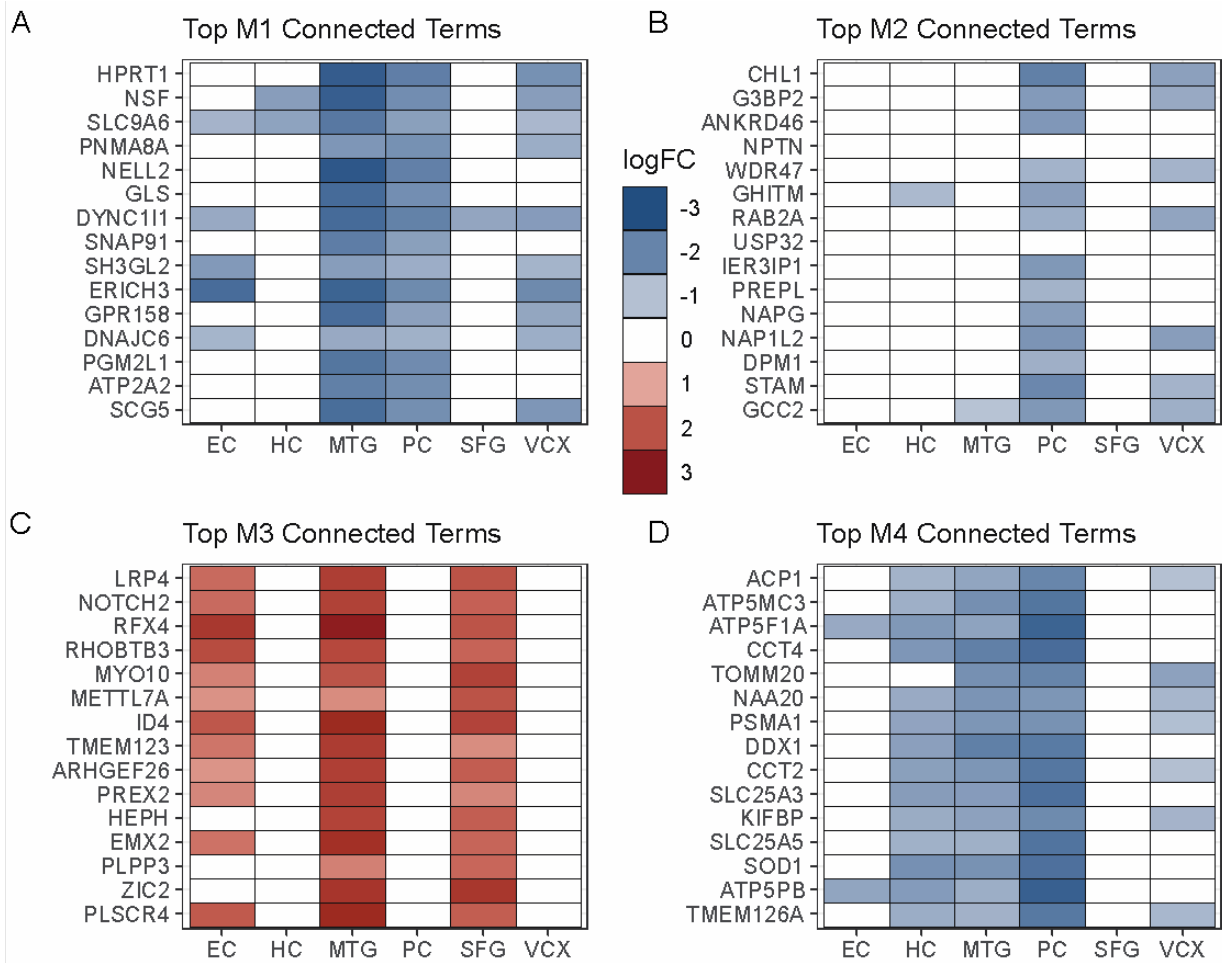 A
Top M1 Connected Terms
HPRT1
NSF
SLC9A6
PNMA8A
NELL2
GLS
DYNC1I1
SNAP91
SH3GL2
ERICH3
GPR158
DNAJC6
PGM2L1
ATP2A2
SCG5
EC HC MTG PC SFG VCX
logFC
-3
-2
-1
0
1
2
3
B
Top M2 Connected Terms
CHL1
G3BP2
ANKRD46
NPTN
WDR47
GHITM
RAB2A
USP32
IER3IP1
PREPL
NAPG
NAP1L2
DPM1
STAM
GCC2
EC HC MTG PC SFG VCX
C
Top M3 Connected Terms
LRP4
NOTCH2
RFX4
RHOBTB3
MYO10
METTL7A
ID4
TMEM123
ARHGEF26
PREX2
HEPH
EMX2
PLPP3
ZIC2
PLSCR4
EC HC MTG PC SFG VCX
D
Top M4 Connected Terms
ACP1
ATP5MC3
ATP5F1A
CCT4
TOMM20
NAA20
PSMA1
DDX1
CCT2
SLC25A3
KIFBP
SLC25A5
SOD1
ATP5PB
TMEM126A
EC HC MTG PC SFG VCX